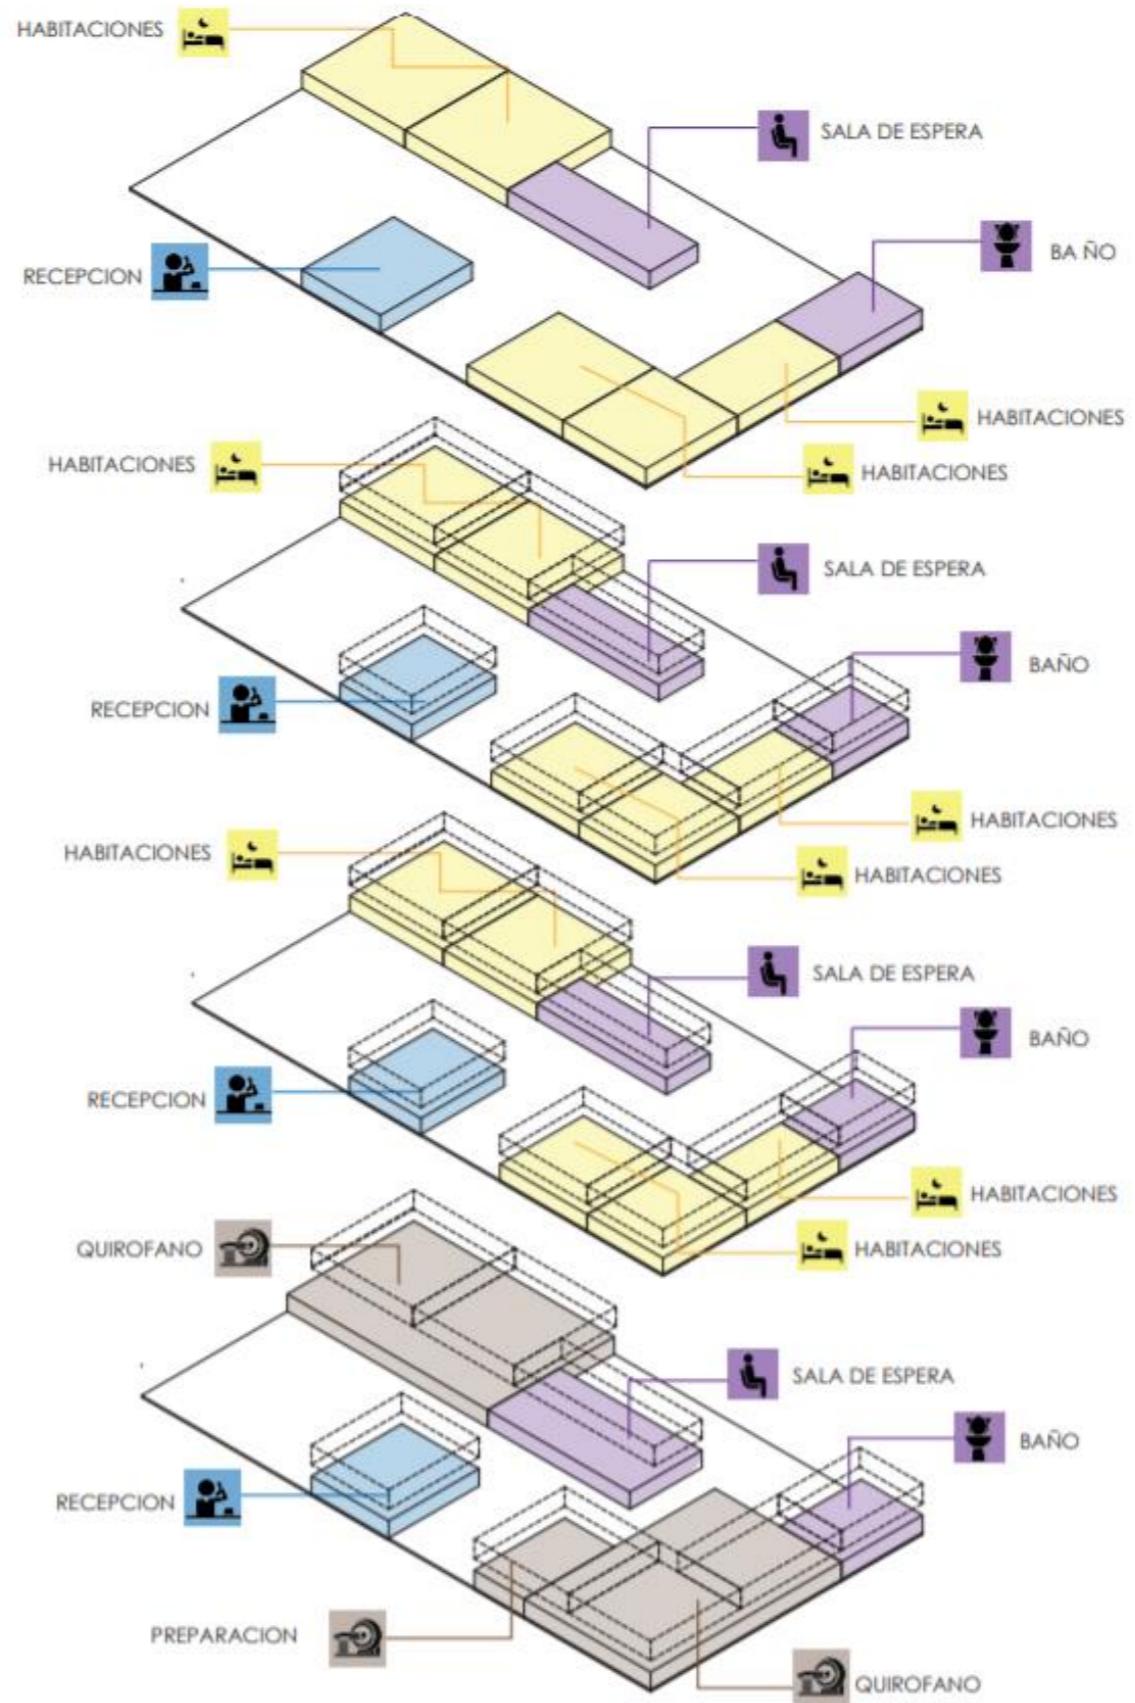 HABITACIONES
SALA DE ESPERA
BA ÑO
RECEPCION
HABITACIONES
HABITACIONES
HABITACIONES
SALA DE ESPERA
BAÑO
RECEPCION
HABITACIONES
HABITACIONES
HABITACIONES
SALA DE ESPERA
BAÑO
RECEPCION
HABITACIONES
HABITACIONES
QUIROFANO
SALA DE ESPERA
BAÑO
RECEPCION
PREPARACION
QUIROFANO